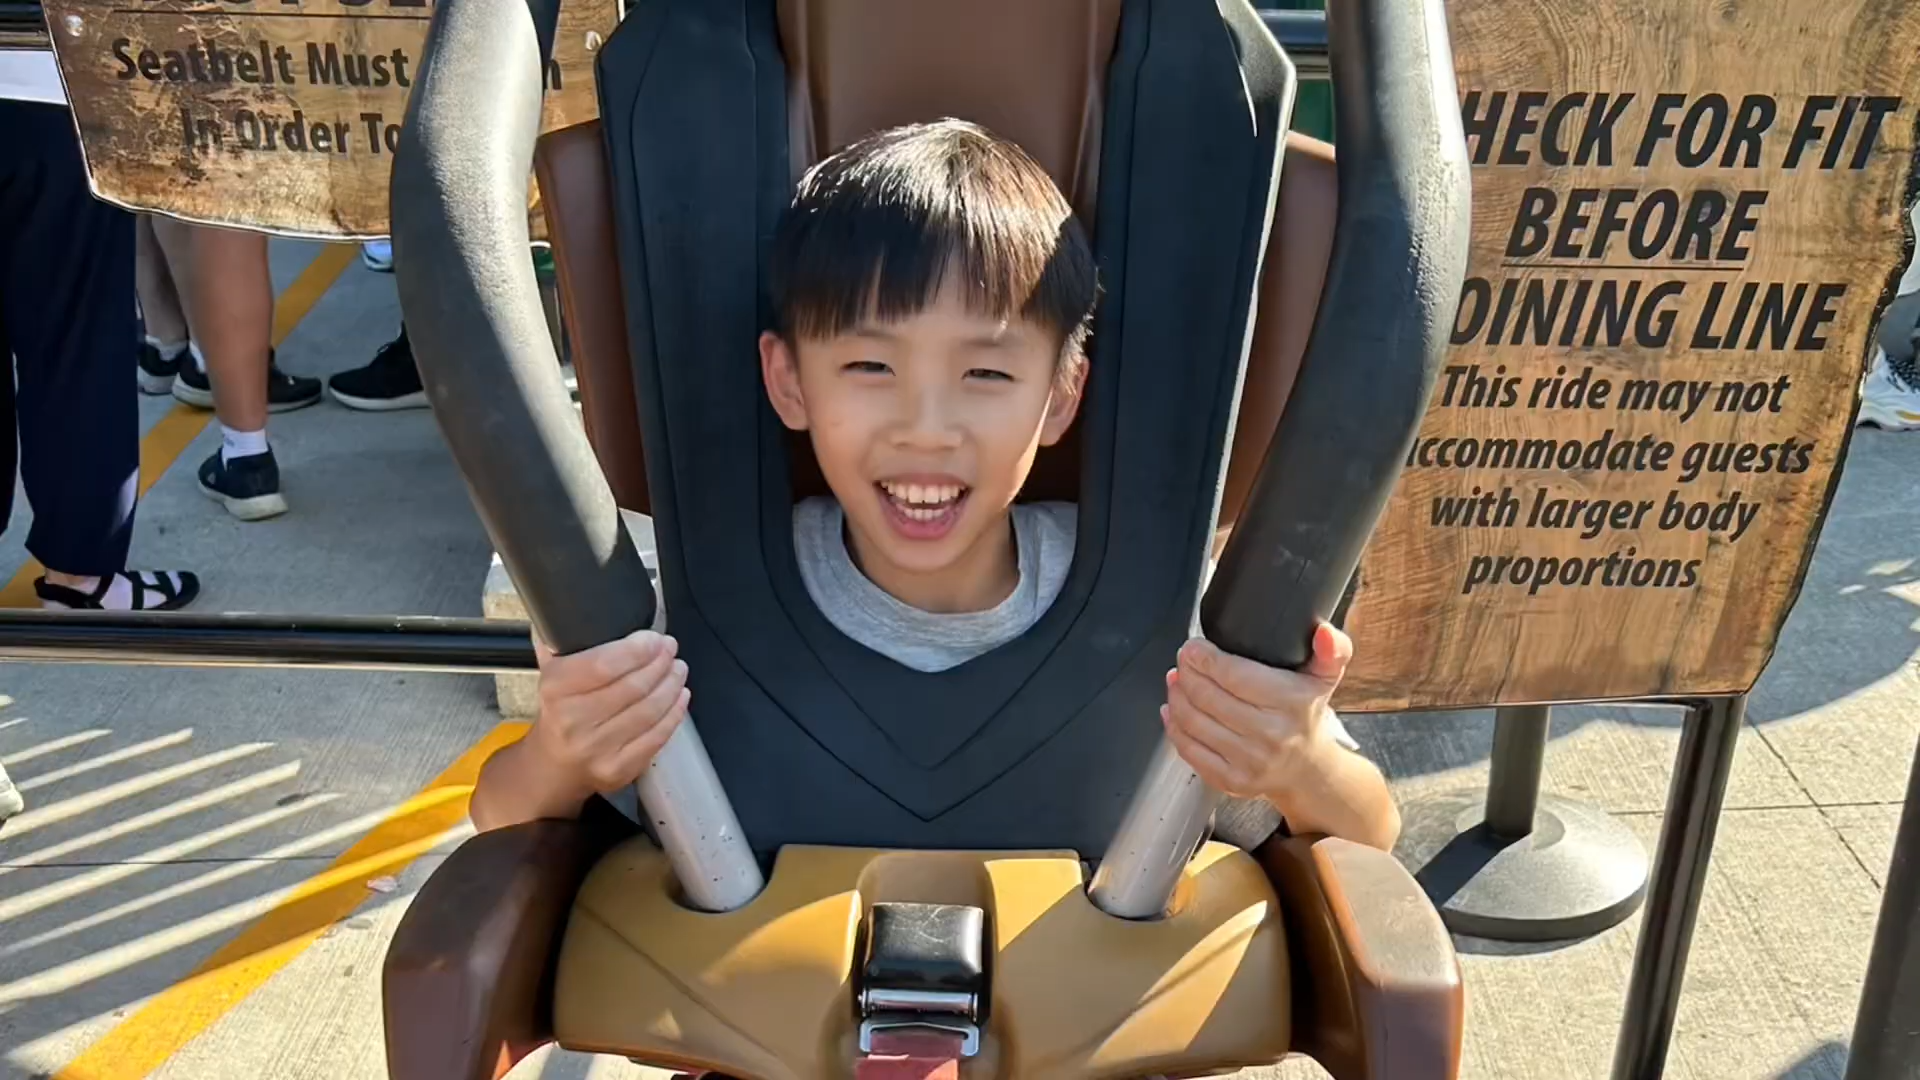 Seatbelt Must
In Order To
HECK FOR FIT
BEFORE
OINING LINE
This ride may not
ccommodate guests
with larger body
proportions